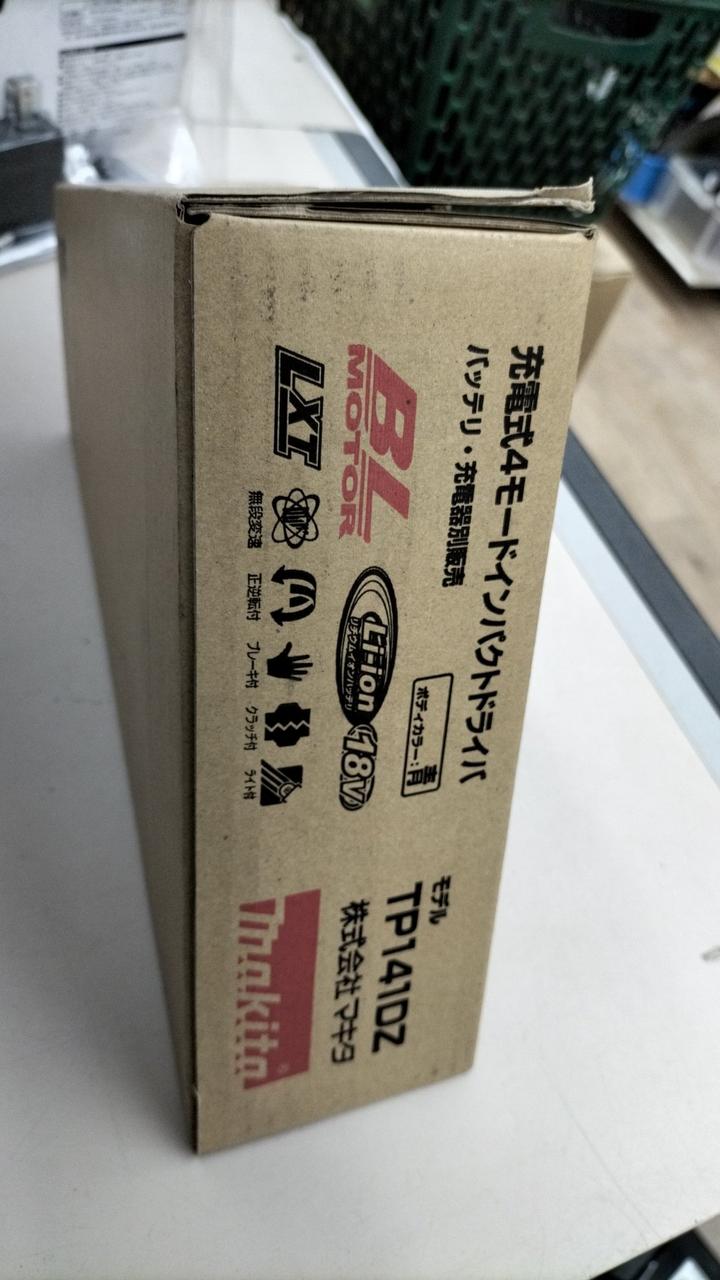 充電式4モードインパクトドライバ
バッテリ・充電器別販売
BL
MOTOR
LXT
Li-ion
リチウムイオンバッテリ
18V
ボディカラー:青
無段変速
正逆転付
ブレーキ付
クラッチ付
ライト付
モデル
TP141DZ
株式会社マキタ
makita